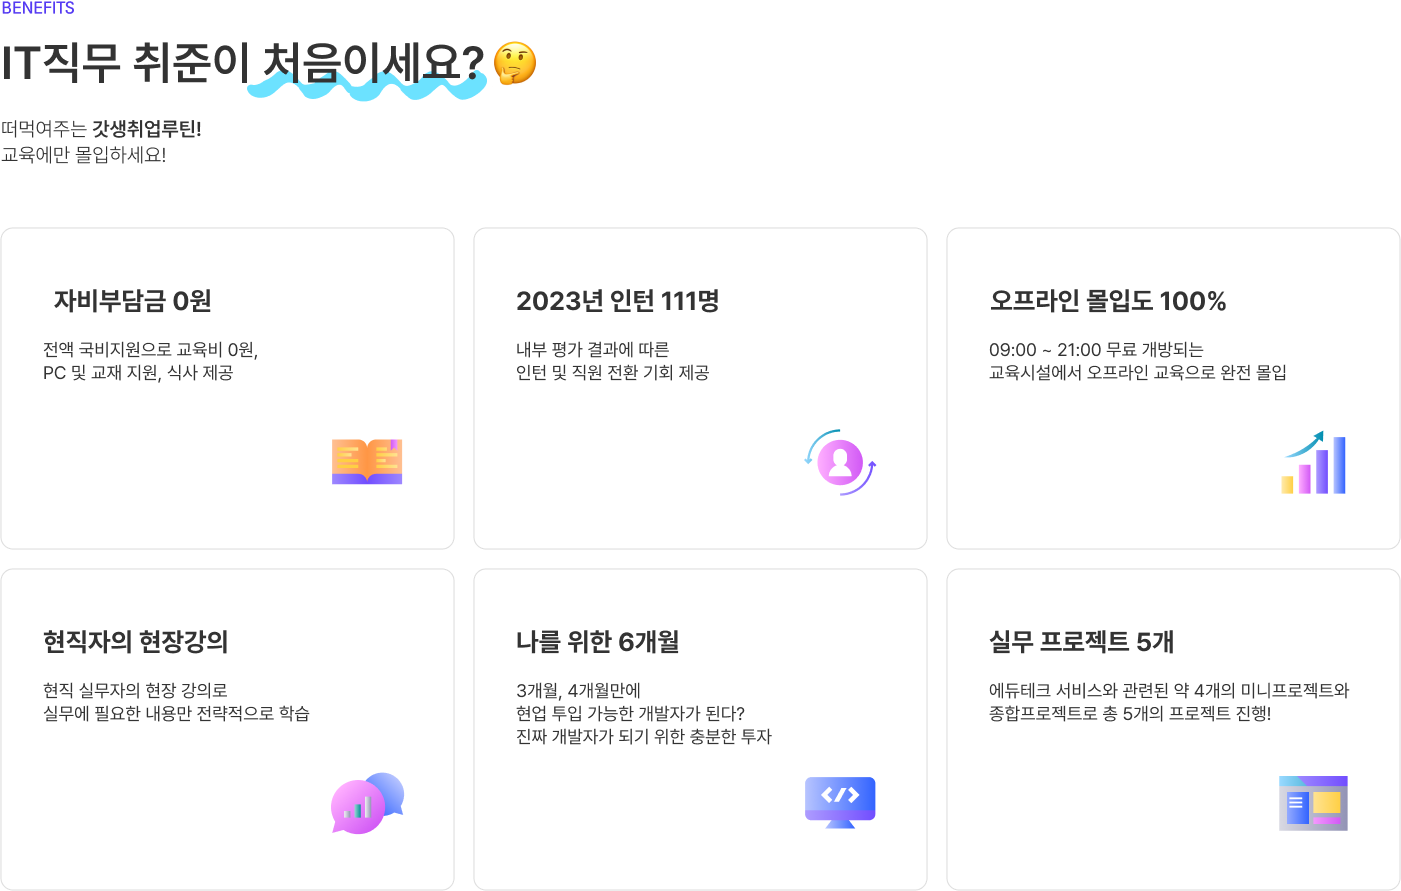 BENEFITS
IT직무 취준이 처음이세요?
떠먹여주는 갓생취업루틴!
교육에만 몰입하세요!
자비부담금 0원
전액 국비지원으로 교육비 0원,
PC 및 교재 지원, 식사 제공
2023년 인턴 111명
내부 평가 결과에 따른
인턴 및 직원 전환 기회 제공
오프라인 몰입도 100%
09:00 ~ 21:00 무료 개방되는
교육시설에서 오프라인 교육으로 완전 몰입
현직자의 현장강의
현직 실무자의 현장 강의로
실무에 필요한 내용만 전략적으로 학습
나를 위한 6개월
3개월, 4개월만에
현업 투입 가능한 개발자가 된다?
진짜 개발자가 되기 위한 충분한 투자
실무 프로젝트 5개
에듀테크 서비스와 관련된 약 4개의 미니프로젝트와
종합프로젝트로 총 5개의 프로젝트 진행!